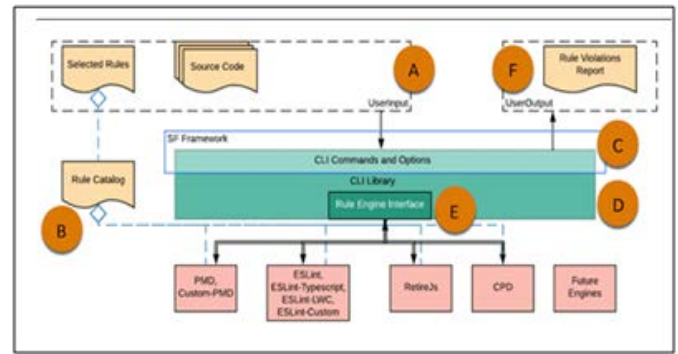 Selected Rules
Source Code
A
UserInput
F
Rule Violations
Report
UserOutput
SF Framework
C
CLI Commands and Options
CLI Library
D
Rule Catalog
Rule Engine Interface
E
B
PMD,
Custom-PMD
ESLint,
ESLint-Typescript,
ESLint-LWC,
ESLint-Custom
RetireJs
CPD
Future
Engines